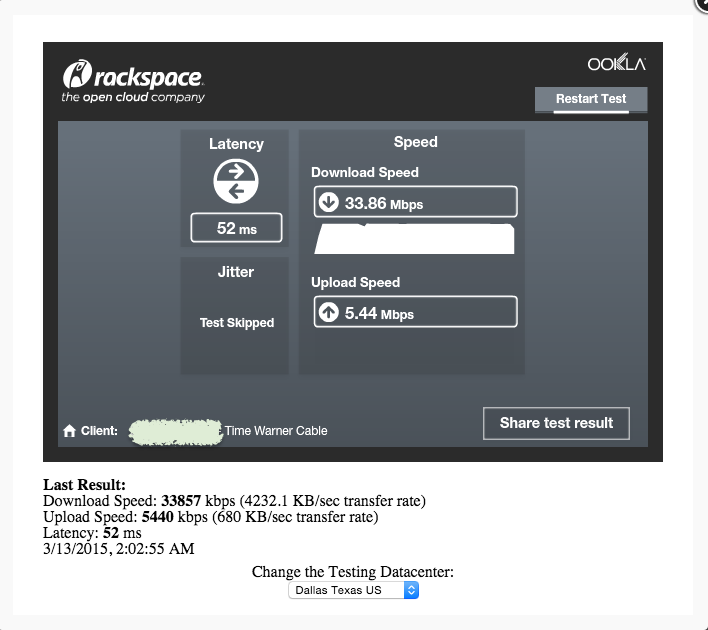 rackspace
the open cloud company
OOKLA
Restart Test
Latency
52 ms
Jitter
Test Skipped
Speed
Download Speed
33.86 Mbps
Upload Speed
5.44 Mbps
Client: Time Warner Cable
Share test result
Last Result:
Download Speed: 33857 kbps (4232.1 KB/sec transfer rate)
Upload Speed: 5440 kbps (680 KB/sec transfer rate)
Latency: 52 ms
3/13/2015, 2:02:55 AM
Change the Testing Datacenter:
Dallas Texas US